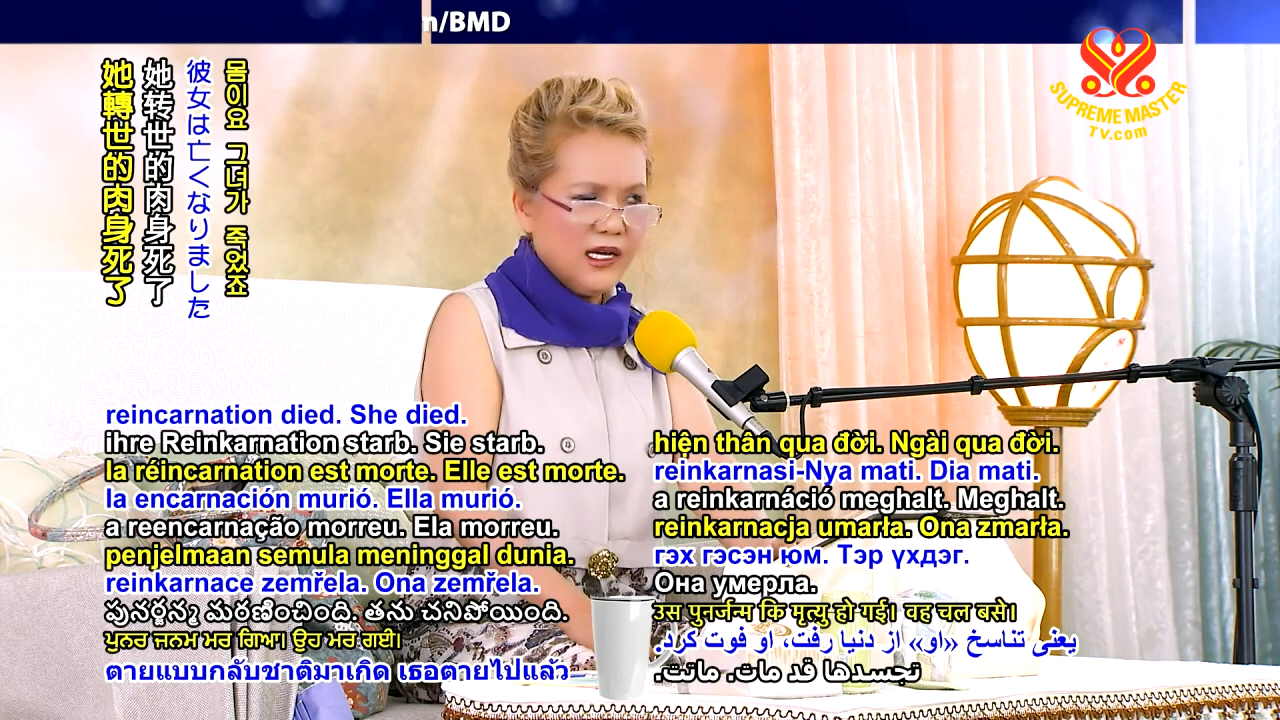 n/BMD
SUPREME MASTER
TV.com
몸이요 그녀가 죽었죠
彼女は亡くなりました
她转世的肉身死了
她轉世的肉身死了
reincarnation died. She died.
ihre Reinkarnation starb. Sie starb.
la réincarnation est morte. Elle est morte.
la encarnación murió. Ella murió.
a reencarnação morreu. Ela morreu.
penjelmaan semula meninggal dunia.
reinkarnace zemřela. Ona zemřela.
పునర్జన్మ మరణించింది, తను చనిపోయింది.
ਪੁਨਰ ਜਨਮ ਮਰ ਗਿਆ। ਉਹ ਮਰ ਗਈ।
ตายแบบกลับชาติมาเกิด เธอตายไปแล้ว
hiện thân qua đời. Ngài qua đời.
reinkarnasi-Nya mati. Dia mati.
a reinkarnáció meghalt. Meghalt.
reinkarnacja umarła. Ona zmarła.
гэх гэсэн юм. Тэр үхдэг.
Она умерла.
उस पुनर्जन्म कि मृत्यु हो गई। वह चल बसे।
یعنی تناسخ «او» از دنیا رفت، او فوت کرد.
تجسدها قد مات. ماتت.